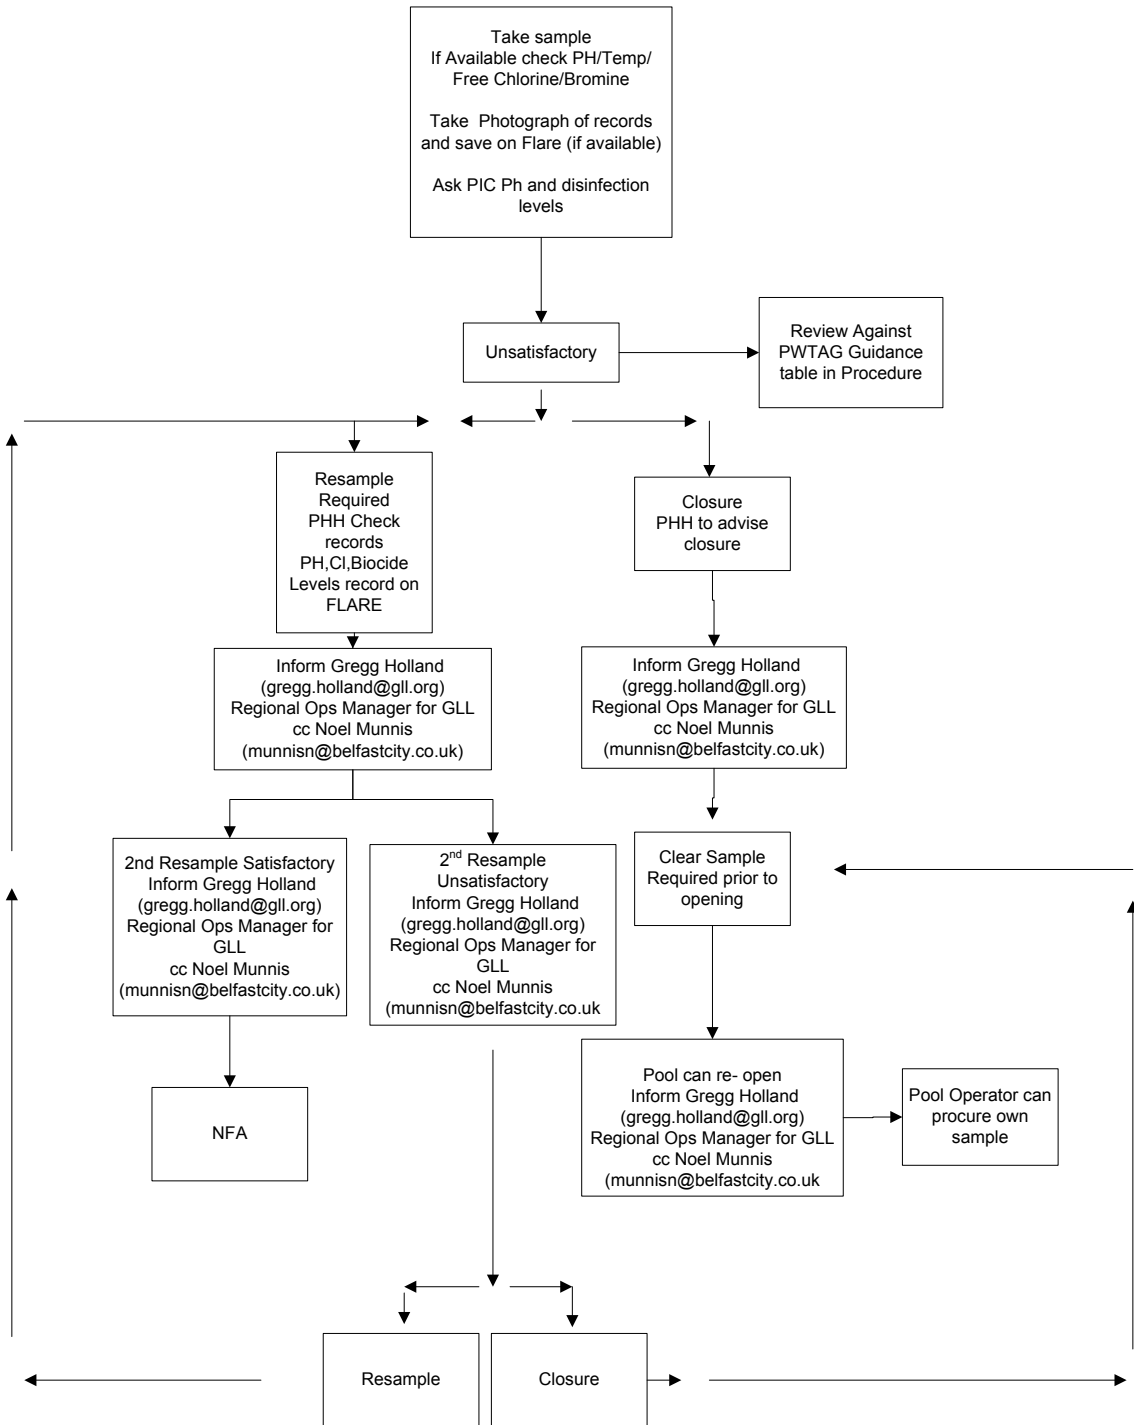 Take sample
If Available check PH/Temp/
Free Chlorine/Bromine
Take Photograph of records
and save on Flare (if available)
Ask PIC Ph and disinfection
levels
Unsatisfactory
Review Against
PWTAG Guidance
table in Procedure
Resample
Required
PHH Check
records
PH,Cl,Biocide
Levels record on
FLARE
Closure
PHH to advise
closure
Inform Gregg Holland
(gregg.holland@gll.org)
Regional Ops Manager for GLL
cc Noel Munnis
(munnisn@belfastcity.co.uk)
Inform Gregg Holland
(gregg.holland@gll.org)
Regional Ops Manager for GLL
cc Noel Munnis
(munnisn@belfastcity.co.uk)
2nd Resample Satisfactory
Inform Gregg Holland
(gregg.holland@gll.org)
Regional Ops Manager for
GLL
cc Noel Munnis
(munnisn@belfastcity.co.uk)
2nd Resample
Unsatisfactory
Inform Gregg Holland
(gregg.holland@gll.org)
Regional Ops Manager for
GLL
cc Noel Munnis
(munnisn@belfastcity.co.uk
Clear Sample
Required prior to
opening
NFA
Pool can re- open
Inform Gregg Holland
(gregg.holland@gll.org)
Regional Ops Manager for GLL
cc Noel Munnis
(munnisn@belfastcity.co.uk
Pool Operator can
procure own
sample
Resample
Closure